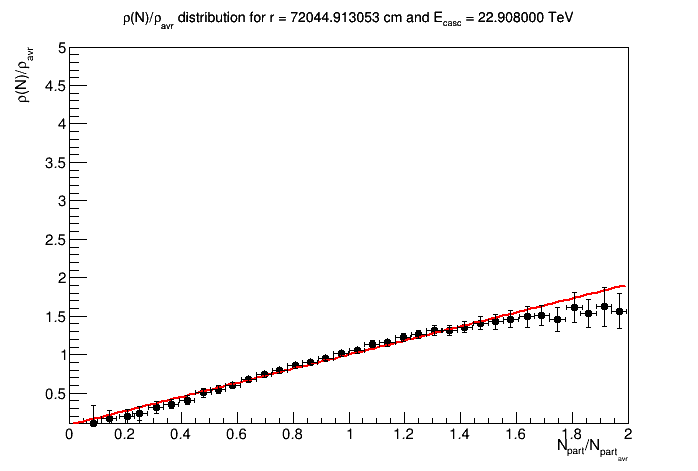 ρ(N)/ρavr distribution for r = 72044.913053 cm and Ecasc = 22.908000 TeV
ρ(N)/ρavr
5
4.5
4
3.5
3
2.5
2
1.5
1
0.5
0 0.2 0.4 0.6 0.8 1 1.2 1.4 1.6 1.8 2
Npart/Npartavr